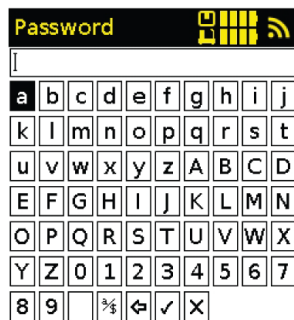 Password
a b c d e f g h i j
k l m n o p q r s t
u v w x y z A B C D
E F G H I J K L M N
O P Q R S T U V W X
Y Z 0 1 2 3 4 5 6 7
8 9 a/$ ⇦ ✓ X